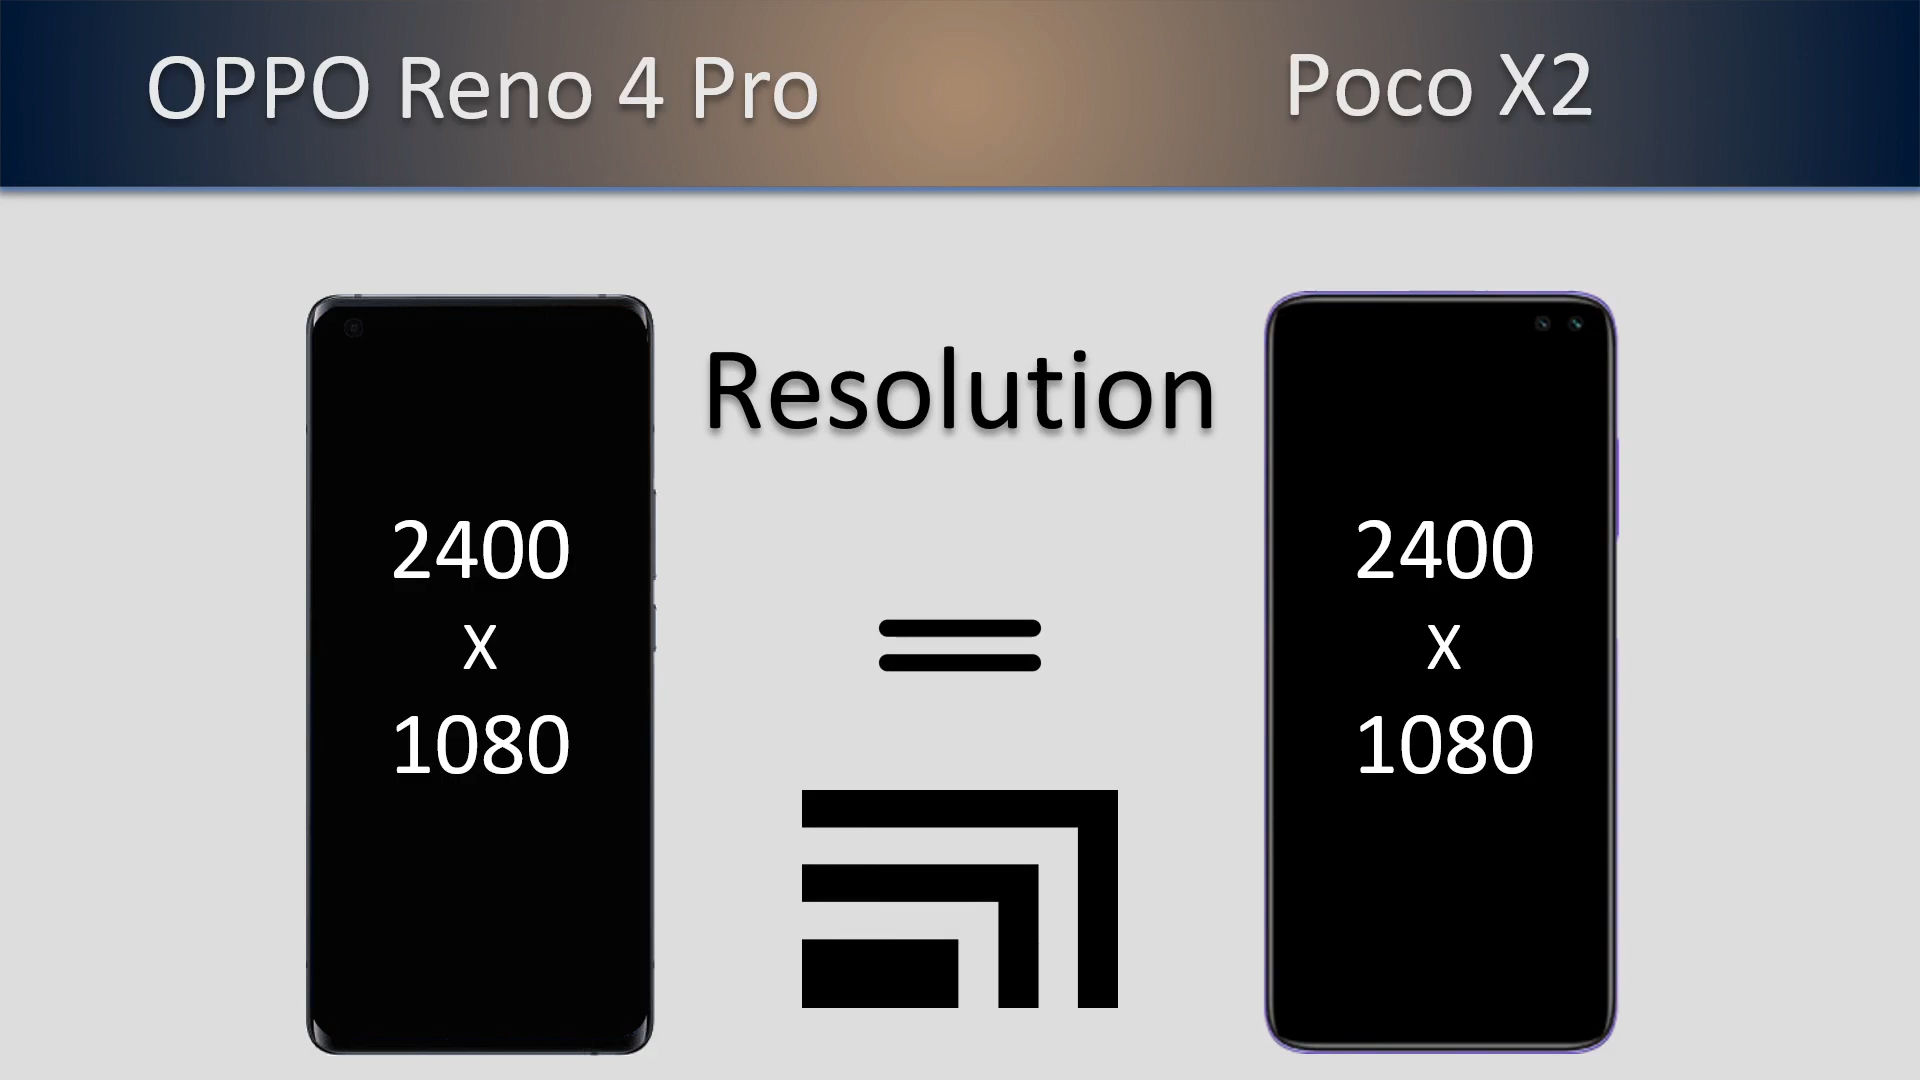 OPPO Reno 4 Pro
Poco X2
Resolution
2400
x
1080
=
2400
x
1080